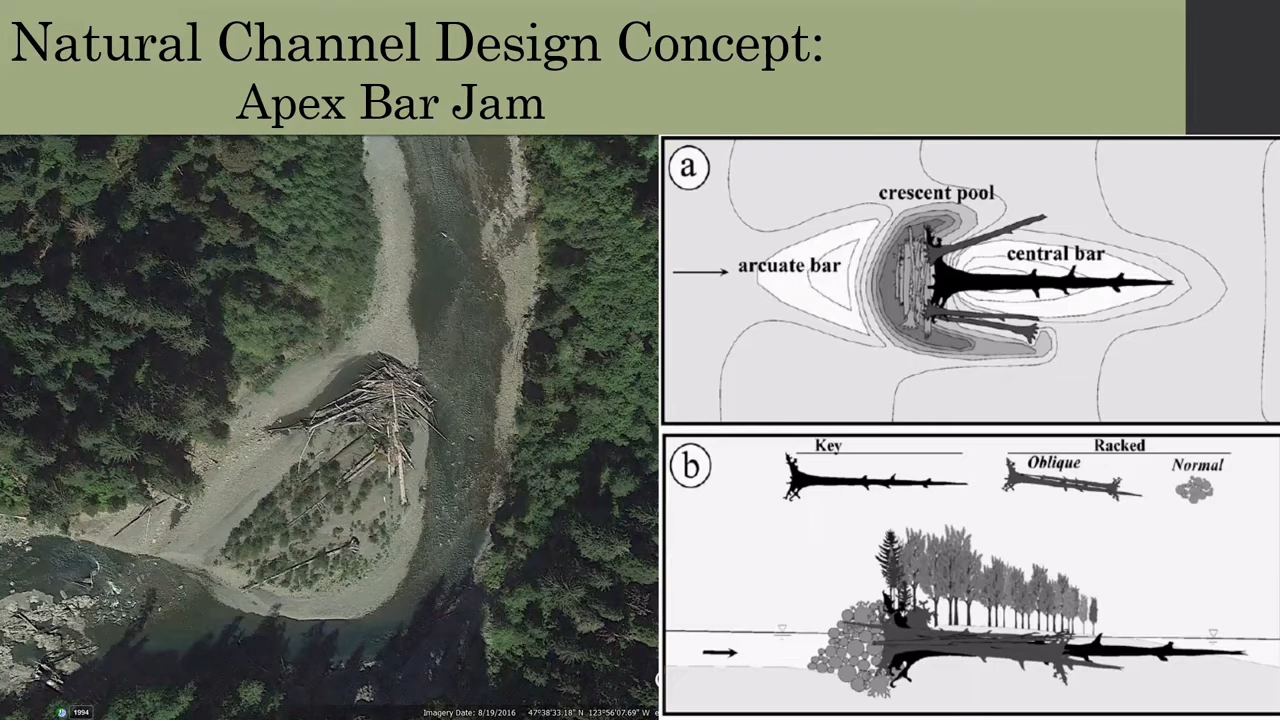 Natural Channel Design Concept:
Apex Bar Jam
a
crescent pool
arcuate bar
central bar
b
Key
Racked
Oblique
Normal
1994
Imagery Date: 8/19/2016 47°38'33.18" N 123°56'07.69" W e